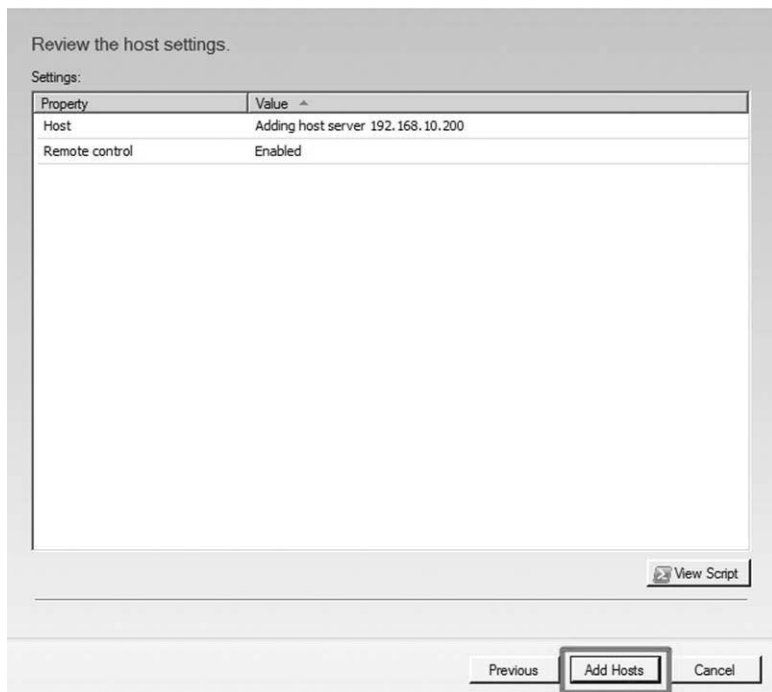 Review the host settings.
Settings:
Property Value
Host Adding host server 192.168.10.200
Remote control Enabled
View Script
Previous Add Hosts Cancel